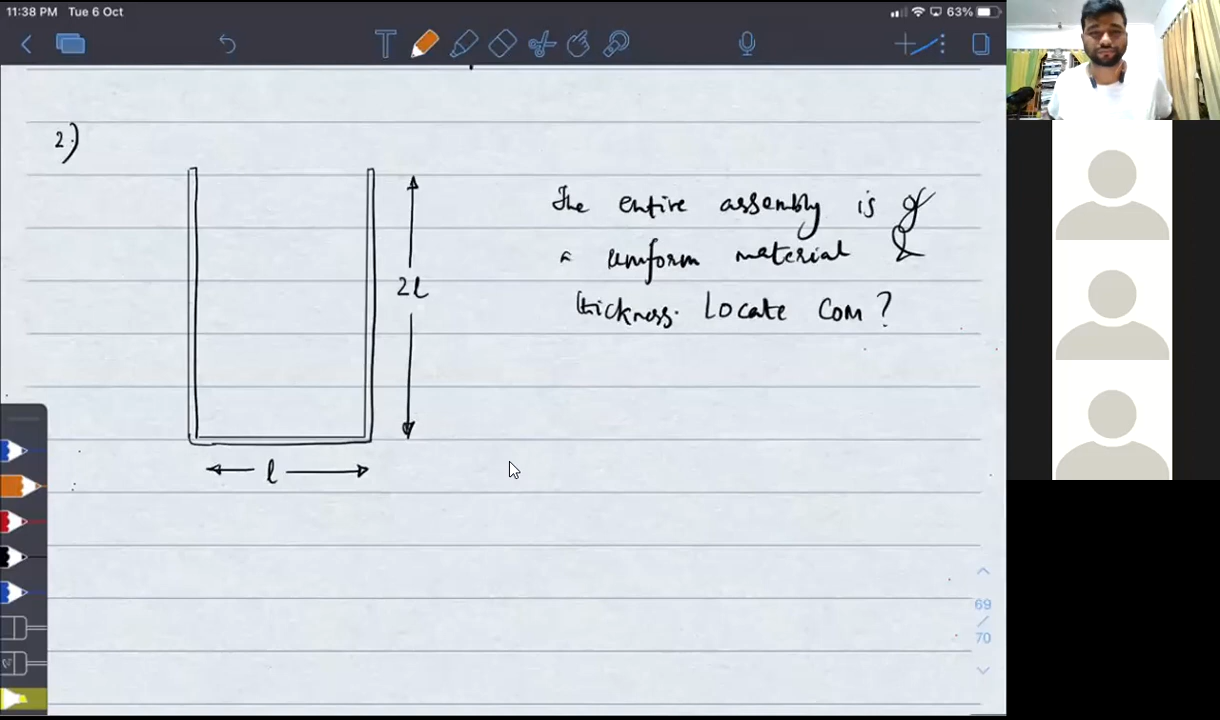 11:38 PM Tue 6 Oct 63%
T
2)
The entire assembly is of
a uniform material &
thickness. Locate Com?
2l
l
69
/
70